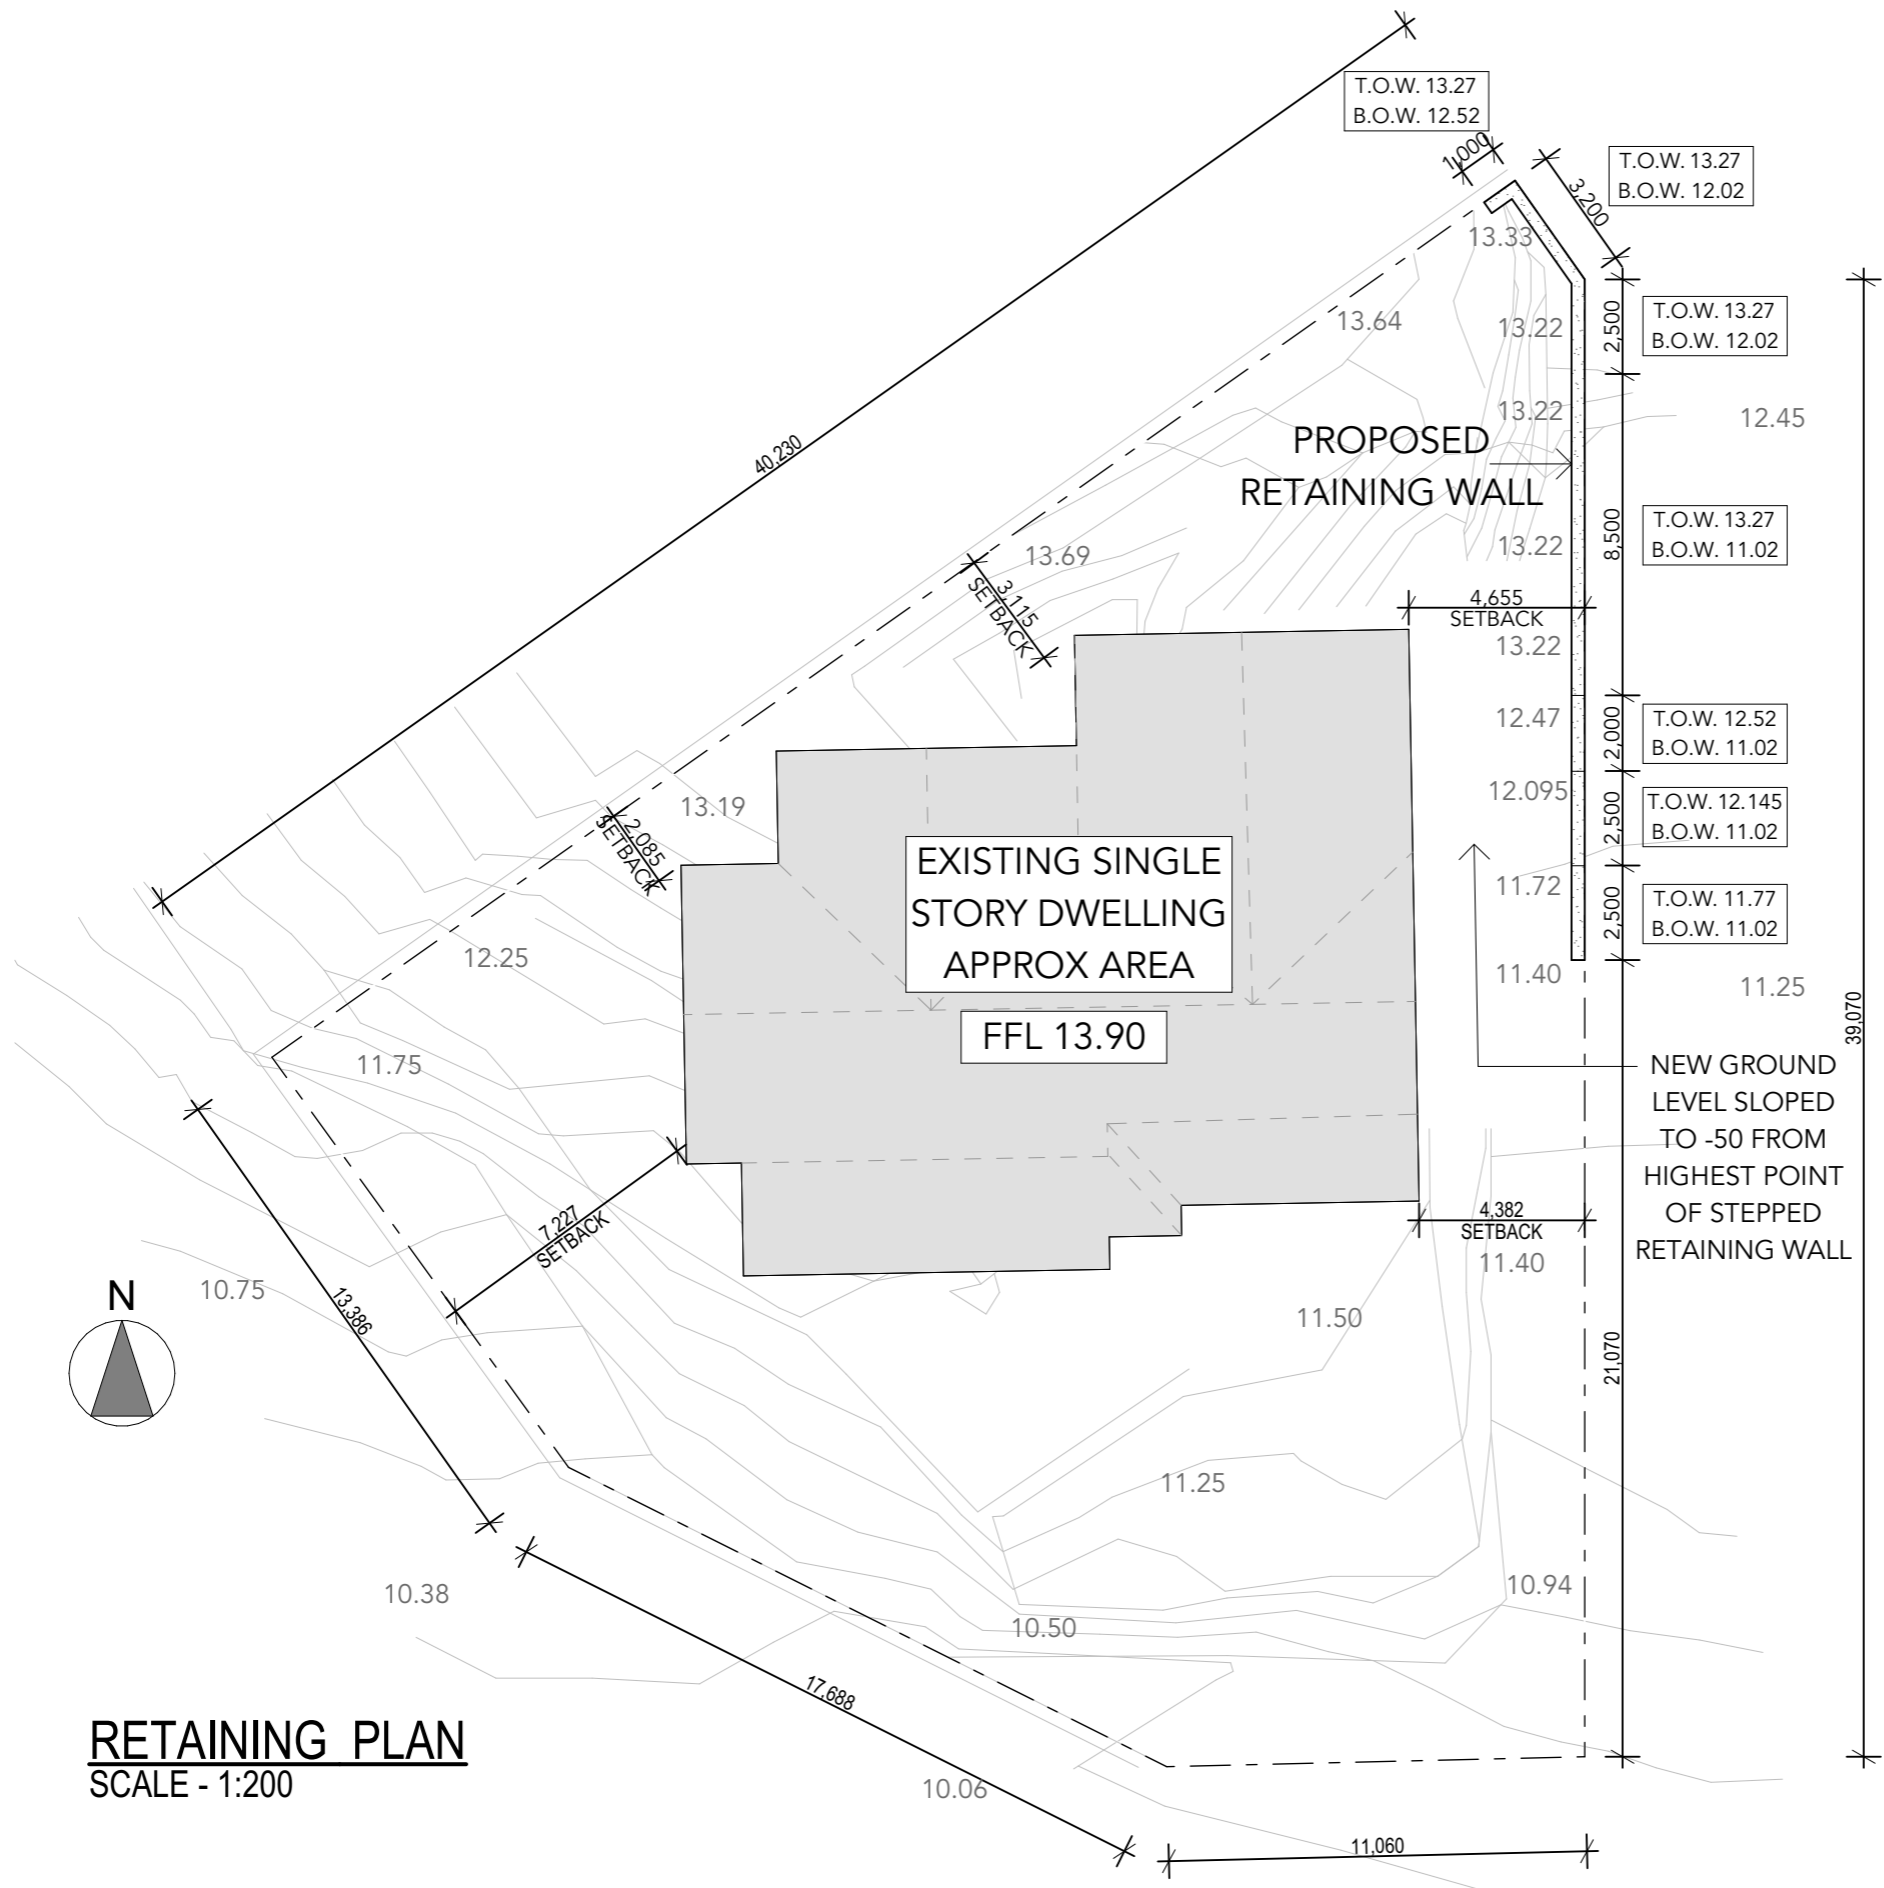 T.O.W. 13.27
B.O.W. 12.52
1,000
3,200
T.O.W. 13.27
B.O.W. 12.02
13.33
13.64
13.22
2,500
T.O.W. 13.27
B.O.W. 12.02
13.22
12.45
PROPOSED
RETAINING WALL
40,230
13.22
8,500
T.O.W. 13.27
B.O.W. 11.02
13.69
3,115
SETBACK
4,655
SETBACK
13.22
12.47
2,000
T.O.W. 12.52
B.O.W. 11.02
12.095
2,500
T.O.W. 12.145
B.O.W. 11.02
13.19
2,085
SETBACK
EXISTING SINGLE
STORY DWELLING
APPROX AREA
FFL 13.90
11.72
2,500
T.O.W. 11.77
B.O.W. 11.02
12.25
11.40
11.25
39,070
11.75
NEW GROUND
LEVEL SLOPED
TO -50 FROM
HIGHEST POINT
OF STEPPED
RETAINING WALL
7,227
SETBACK
4,382
SETBACK
11.40
N
10.75
13,386
11.50
21,070
11.25
10.38
10.94
10.50
17,688
RETAINING PLAN
SCALE - 1:200
10.06
11,060